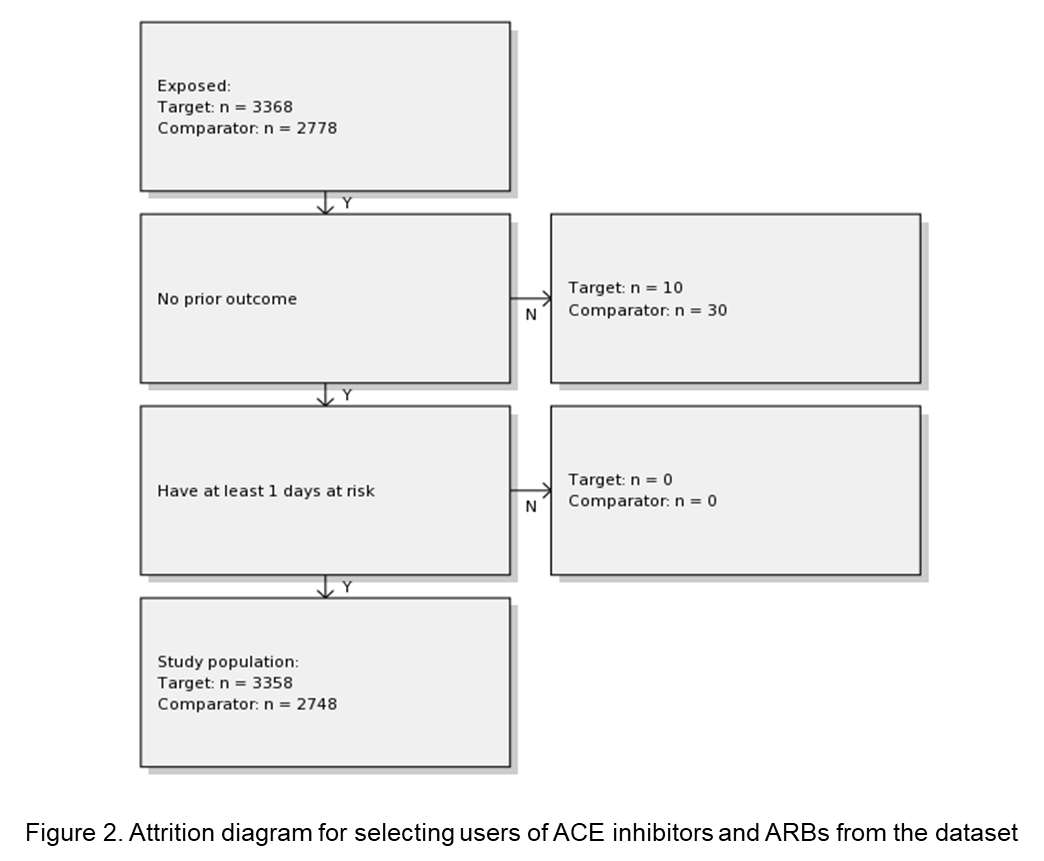 Exposed:
Target: n = 3368
Comparator: n = 2778
Y
No prior outcome
N
Target: n = 10
Comparator: n = 30
Y
Have at least 1 days at risk
N
Target: n = 0
Comparator: n = 0
Y
Study population:
Target: n = 3358
Comparator: n = 2748
Figure 2. Attrition diagram for selecting users of ACE inhibitors and ARBs from the dataset